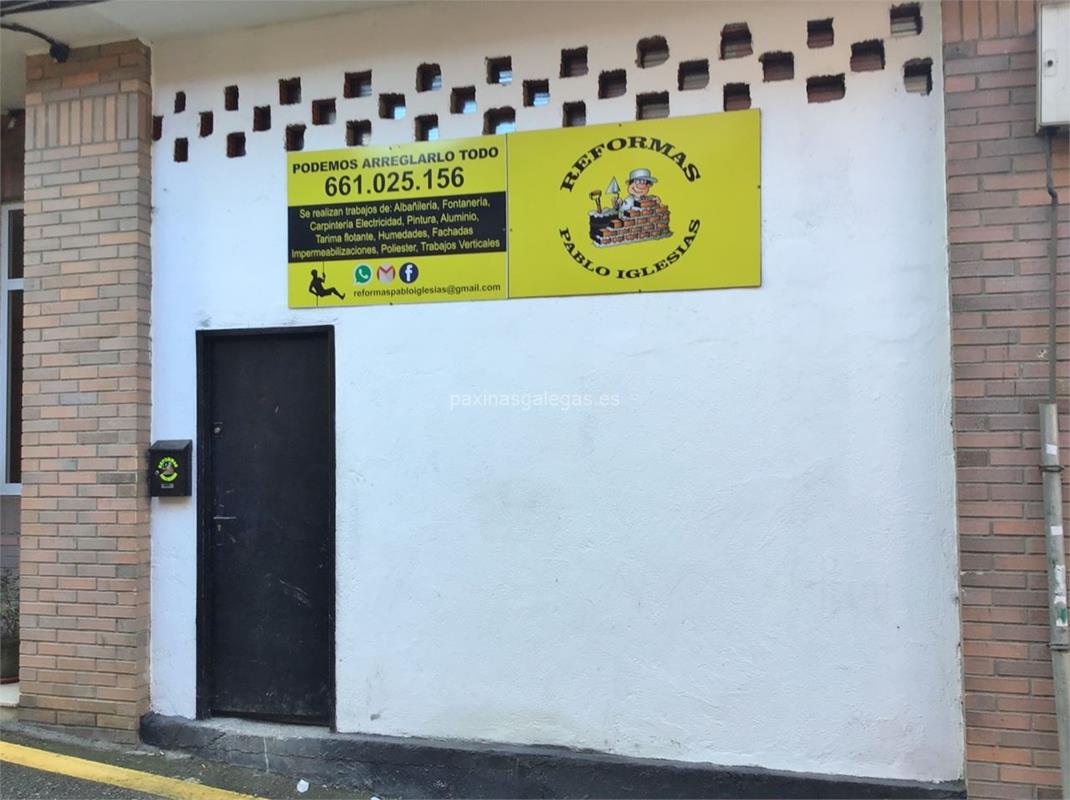 PODEMOS ARREGLARLO TODO
661.025.156
Se realizan trabajos de: Albañilería, Fontanería,
Carpintería Electricidad, Pintura, Aluminio,
Tarima flotante, Humedades, Fachadas
Impermeabilizaciones, Poliester, Trabajos Verticales
reformaspabloiglesias@gmail.com
REFORMAS
PABLO IGLESIAS
paxinasgalegas.es
REFORMAS